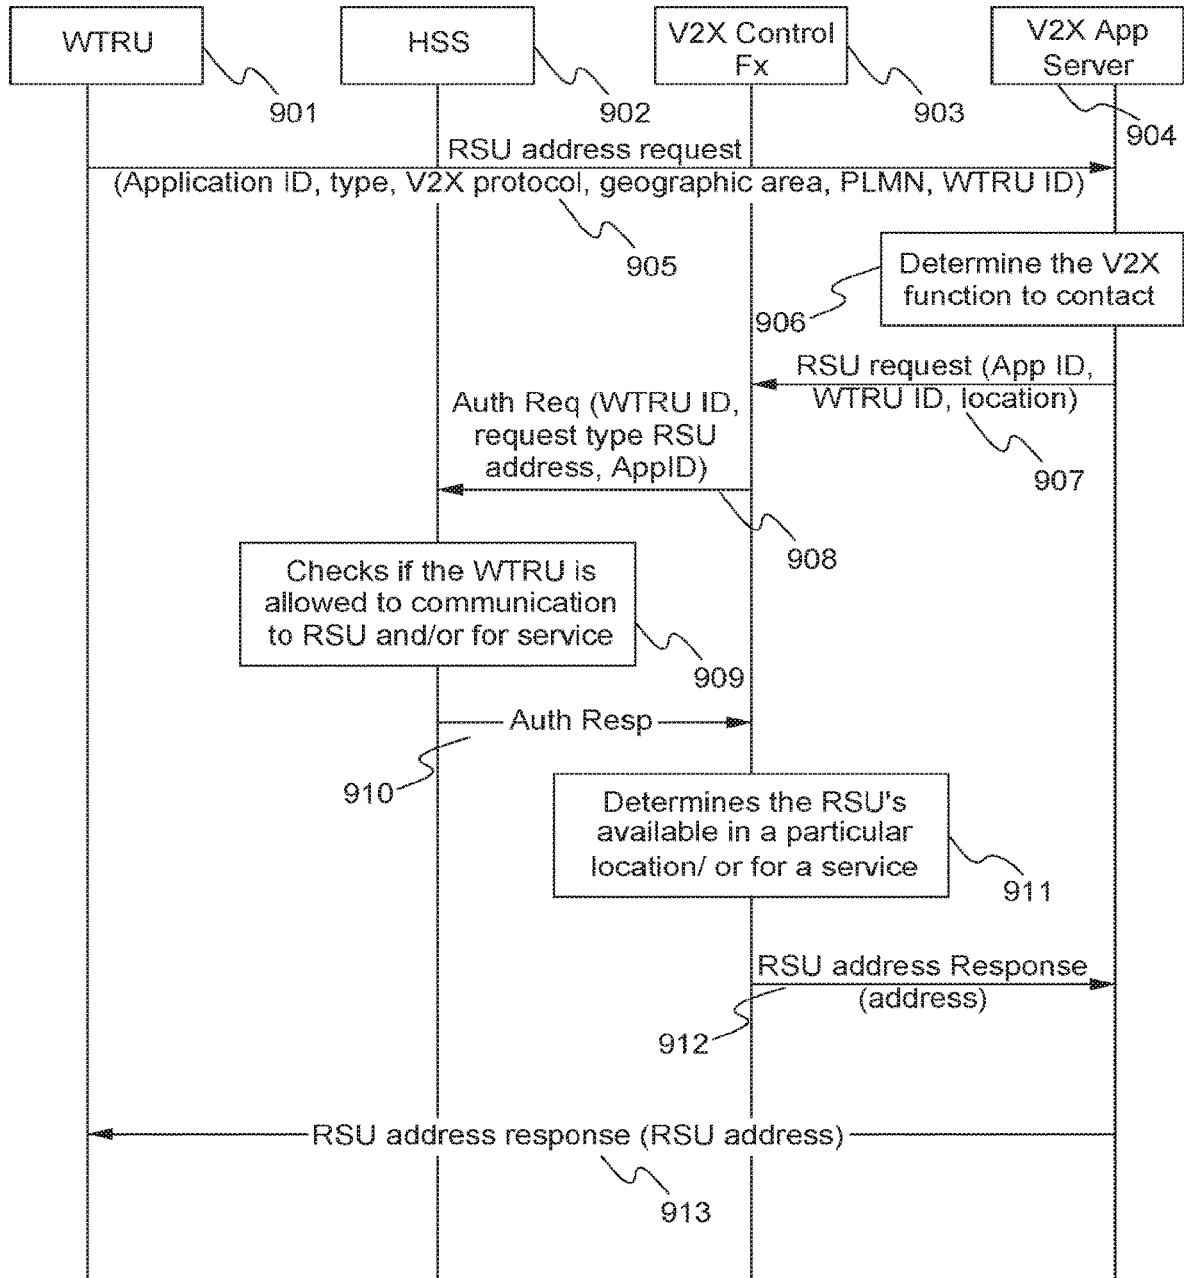 WTRU
HSS
V2X Control
Fx
V2X App
Server
901
902
903
904
RSU address request
(Application ID, type, V2X protocol, geographic area, PLMN, WTRU ID)
905
Determine the V2X
function to contact
906
RSU request (App ID,
WTRU ID, location)
907
Auth Req (WTRU ID,
request type RSU
address, AppID)
908
Checks if the WTRU is
allowed to communication
to RSU and/or for service
909
Auth Resp
910
Determines the RSU's
available in a particular
location/ or for a service
911
RSU address Response
(address)
912
RSU address response (RSU address)
913